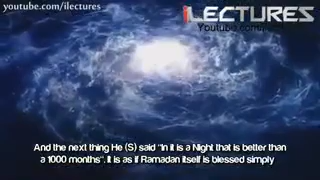 youtube.com/ilectures
iLECTURES
Youtube.com/
And the next thing He (S) said "In it is a Night that is better than
a 1000 months". It is as if Ramadan itself is blessed simply